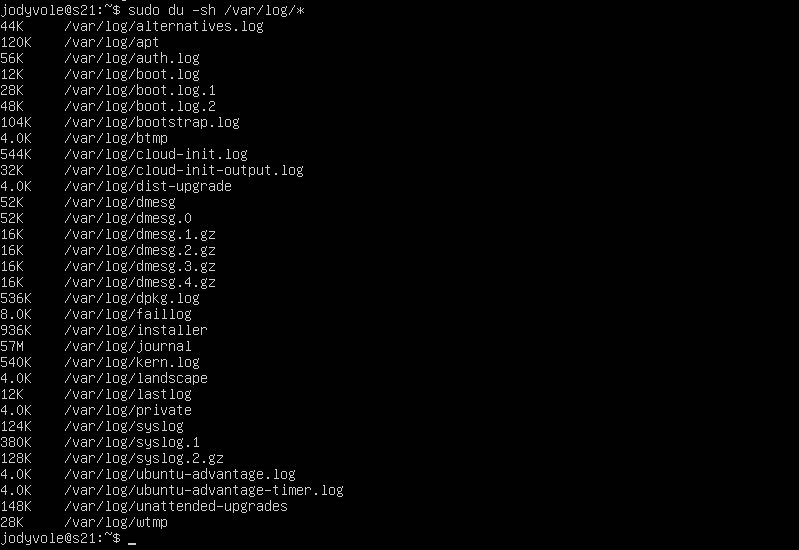 jodyvole@s21:~$ sudo du -sh /var/log/*
44K /var/log/alternatives.log
120K /var/log/apt
56K /var/log/auth.log
12K /var/log/boot.log
28K /var/log/boot.log.1
48K /var/log/boot.log.2
104K /var/log/bootstrap.log
4.0K /var/log/btmp
544K /var/log/cloud-init.log
32K /var/log/cloud-init-output.log
4.0K /var/log/dist-upgrade
52K /var/log/dmesg
52K /var/log/dmesg.0
16K /var/log/dmesg.1.gz
16K /var/log/dmesg.2.gz
16K /var/log/dmesg.3.gz
16K /var/log/dmesg.4.gz
536K /var/log/dpkg.log
8.0K /var/log/faillog
936K /var/log/installer
57M /var/log/journal
540K /var/log/kern.log
4.0K /var/log/landscape
12K /var/log/lastlog
4.0K /var/log/private
124K /var/log/syslog
380K /var/log/syslog.1
128K /var/log/syslog.2.gz
4.0K /var/log/ubuntu-advantage.log
4.0K /var/log/ubuntu-advantage-timer.log
148K /var/log/unattended-upgrades
28K /var/log/wtmp
jodyvole@s21:~$ _